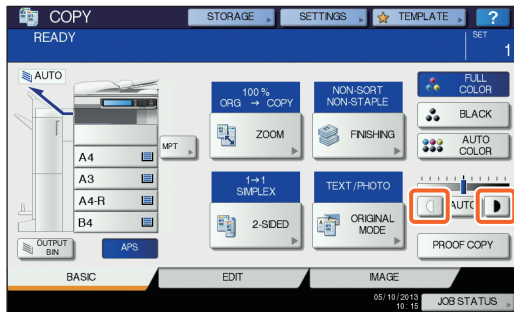 COPY
STORAGE
SETTINGS
TEMPLATE
?
READY
SET
1
AUTO
100 %
ORG → COPY
ZOOM
NON-SORT
NON-STAPLE
FINISHING
FULL
COLOR
BLACK
AUTO
COLOR
MPT
A4
A3
A4-R
B4
1→1
SIMPLEX
2-SIDED
TEXT/PHOTO
ORIGINAL
MODE
AUTO
OUTPUT
BIN
APS
PROOF COPY
BASIC
EDIT
IMAGE
05/10/2013
10:15
JOB STATUS